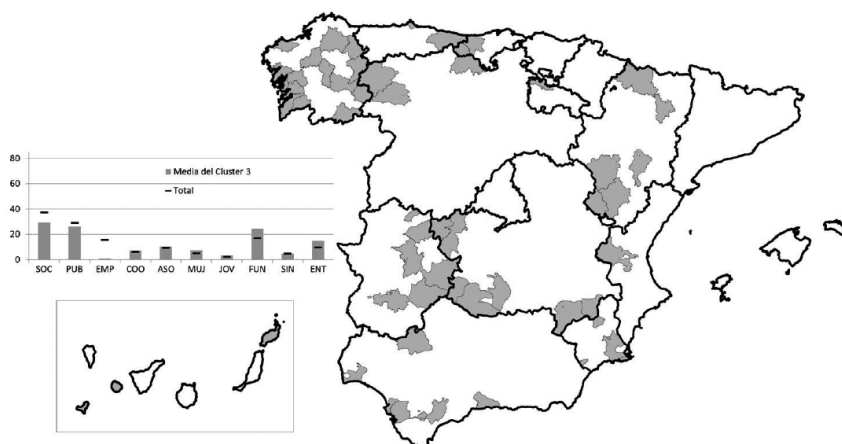 80
Media del Cluster 3
60
Total
40
20
0
SOC PUB EMP COO ASO MUJ JOV FUN SIN ENT